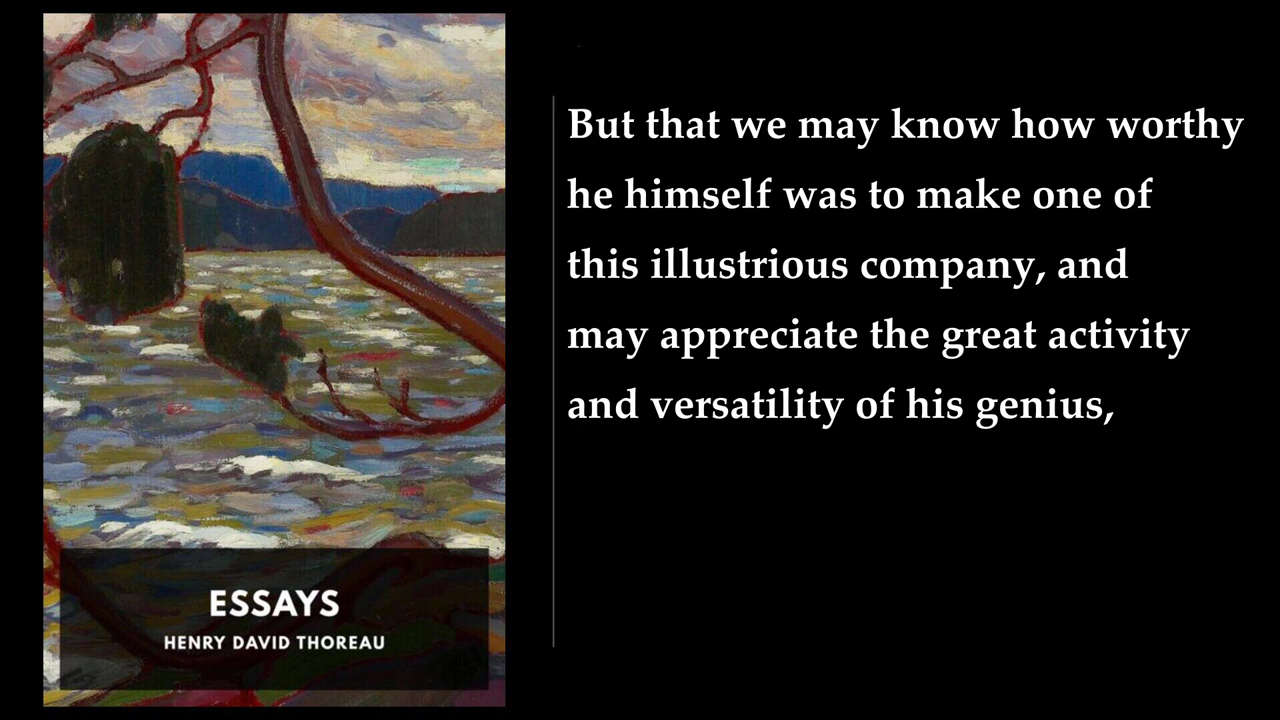 ESSAYS
HENRY DAVID THOREAU
But that we may know how worthy
he himself was to make one of
this illustrious company, and
may appreciate the great activity
and versatility of his genius,